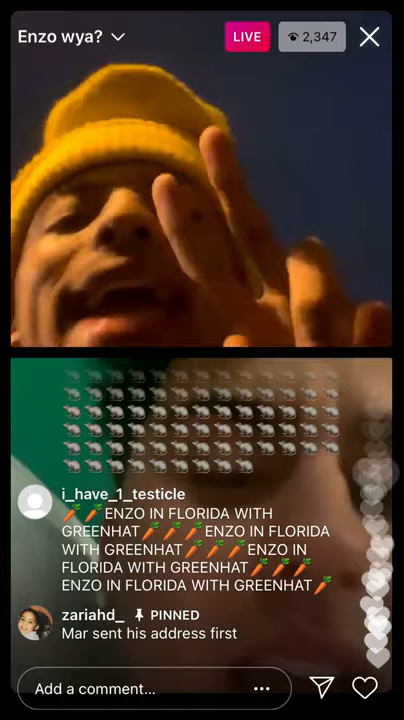 Enzo wya?
LIVE
2,347
i_have_1_testicle
🥕🥕ENZO IN FLORIDA WITH
GREENHAT🥕🥕🥕ENZO IN FLORIDA
WITH GREENHAT🥕🥕🥕ENZO IN
FLORIDA WITH GREENHAT🥕🥕🥕
ENZO IN FLORIDA WITH GREENHAT🥕
zariahd_ PINNED
Mar sent his address first
Add a comment...